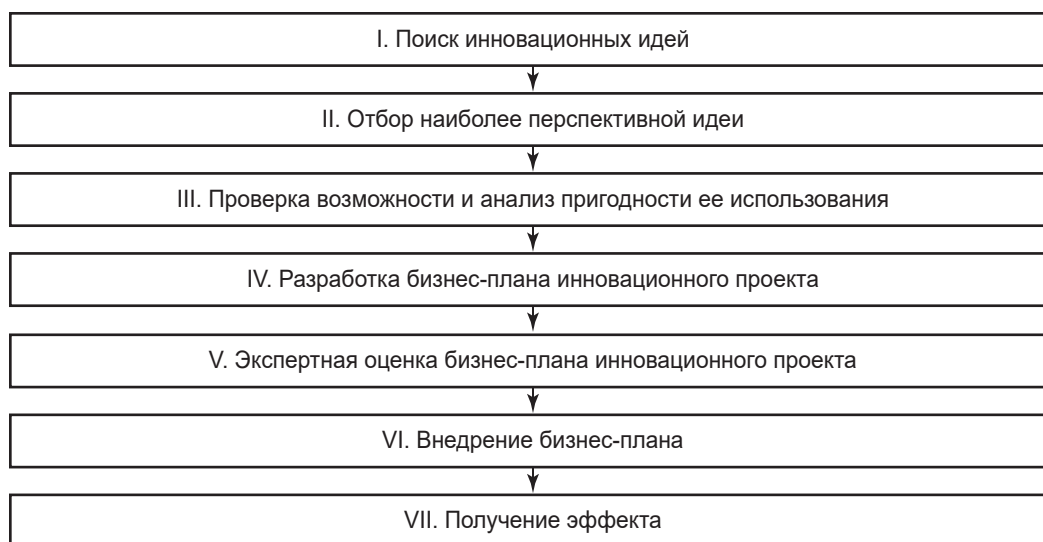 I. Поиск инновационных идей
II. Отбор наиболее перспективной идеи
III. Проверка возможности и анализ пригодности ее использования
IV. Разработка бизнес-плана инновационного проекта
V. Экспертная оценка бизнес-плана инновационного проекта
VI. Внедрение бизнес-плана
VII. Получение эффекта